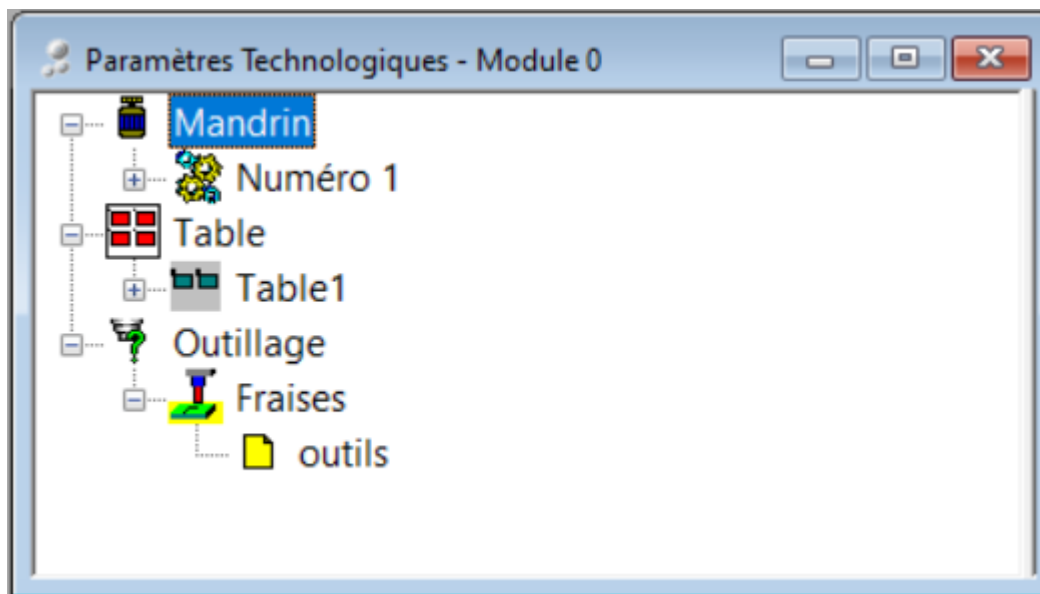 Paramètres Technologiques - Module 0
Mandrin
Numéro 1
Table
Table1
Outillage
Fraises
outils